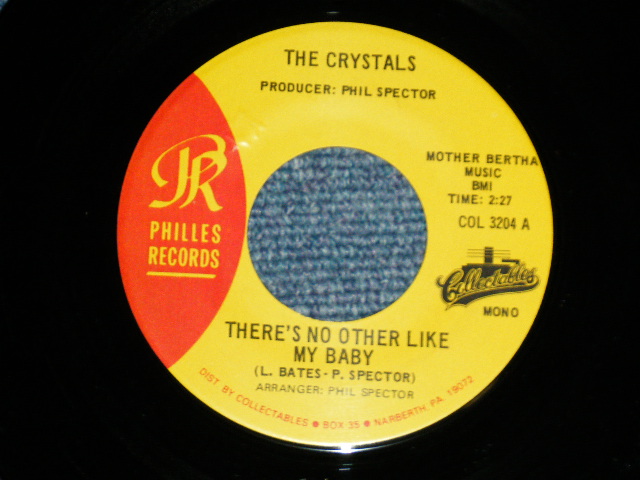 THE CRYSTALS
PRODUCER: PHIL SPECTOR
PR
PHILLES
RECORDS
MOTHER BERTHA
MUSIC
BMI
TIME: 2:27
COL 3204 A
Collectables
MONO
THERE'S NO OTHER LIKE
MY BABY
(L. BATES - P. SPECTOR)
ARRANGER: PHIL SPECTOR
DIST. BY COLLECTABLES ● BOX 35 ● NARBERTH, PA 19072